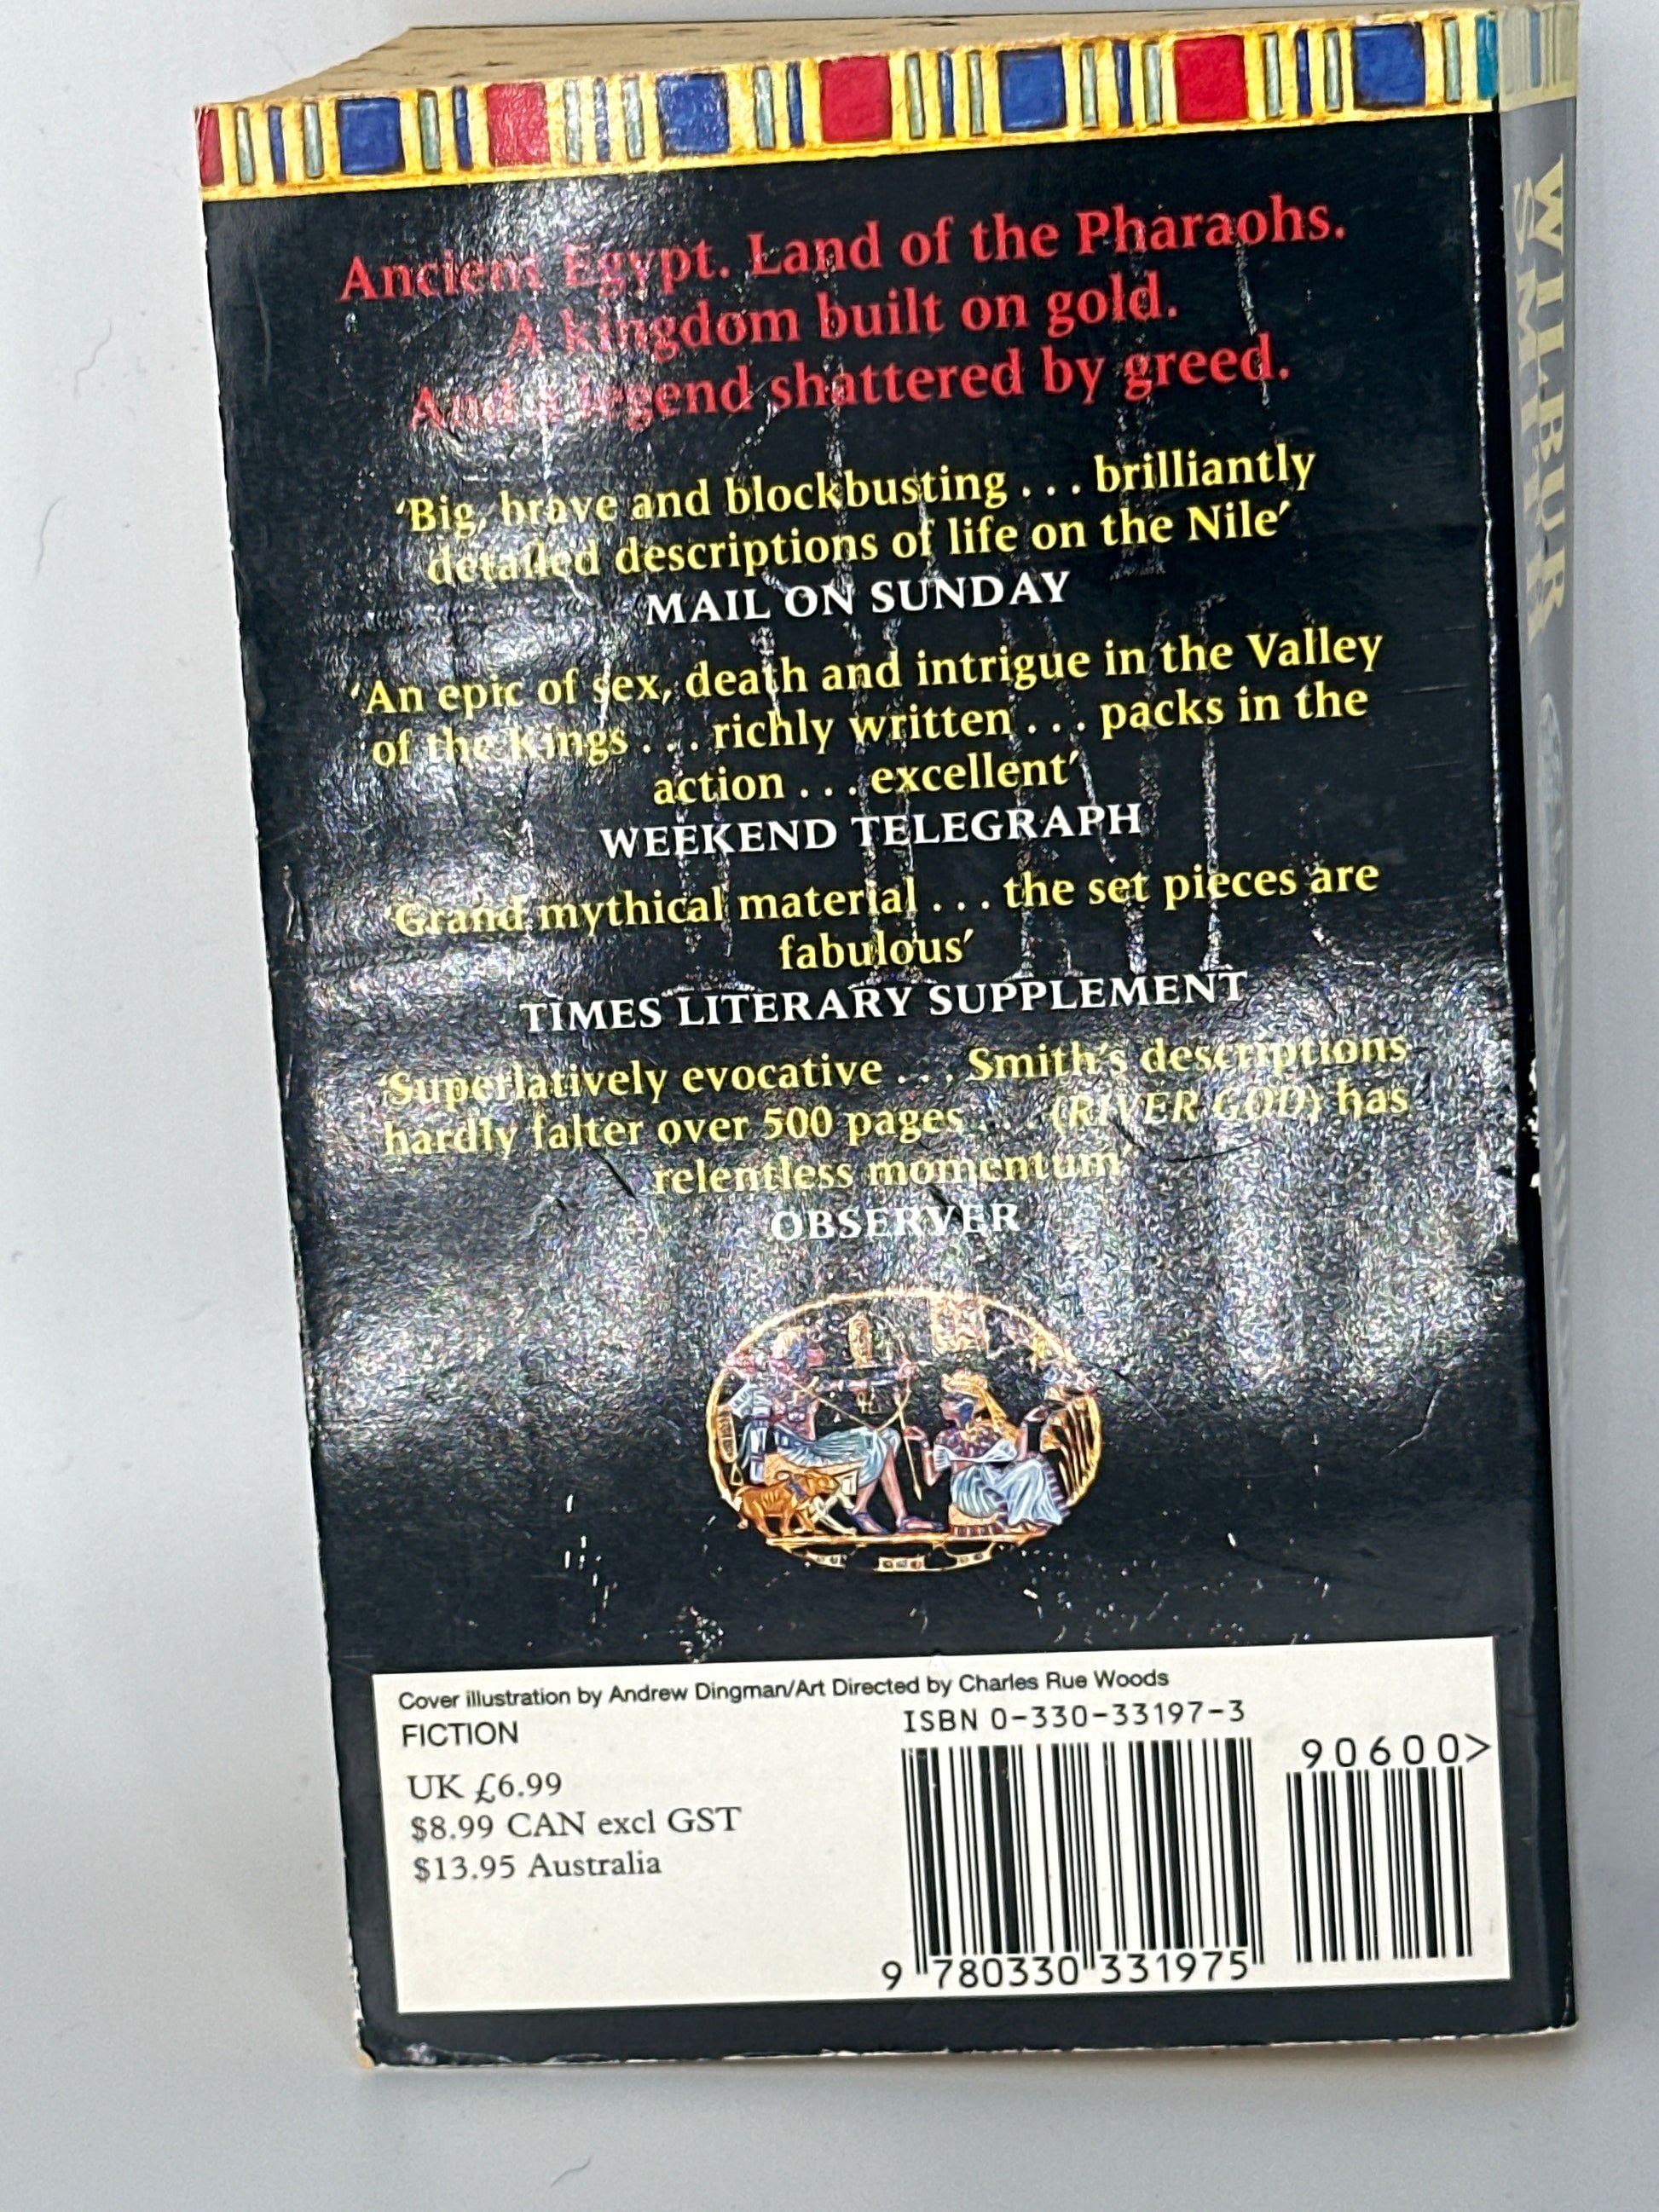 Ancient Egypt. Land of the Pharaohs.
A kingdom built on gold.
And a legend shattered by greed.
‘Big, brave and blockbusting . . . brilliantly
detailed descriptions of life on the Nile’
MAIL ON SUNDAY
‘An epic of sex, death and intrigue in the Valley
of the Kings . . . richly written . . . packs in the
action . . . excellent’
WEEKEND TELEGRAPH
‘Grand mythical material . . . the set pieces are
fabulous’
TIMES LITERARY SUPPLEMENT
‘Superlatively evocative . . . Smith’s descriptions
hardly falter over 500 pages . . . (RIVER GOD) has
relentless momentum’
OBSERVER
Cover illustration by Andrew Dingman/Art Directed by Charles Rue Woods
FICTION
UK £6.99
$8.99 CAN excl GST
$13.95 Australia
ISBN 0-330-33197-3
90600>
9 780330 331975
WILBUR
SMITH